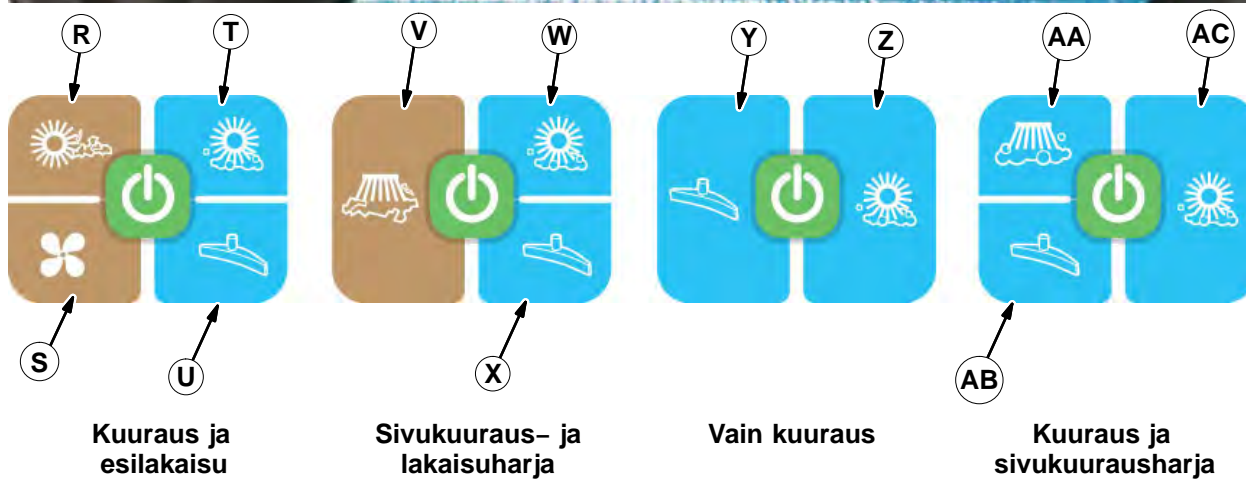 R T V W Y Z AA AC
S U X AB
Kuuraus ja Sivukuuraus– ja Vain kuuraus Kuuraus ja
esilakaisu lakaisuharja sivukuurausharja